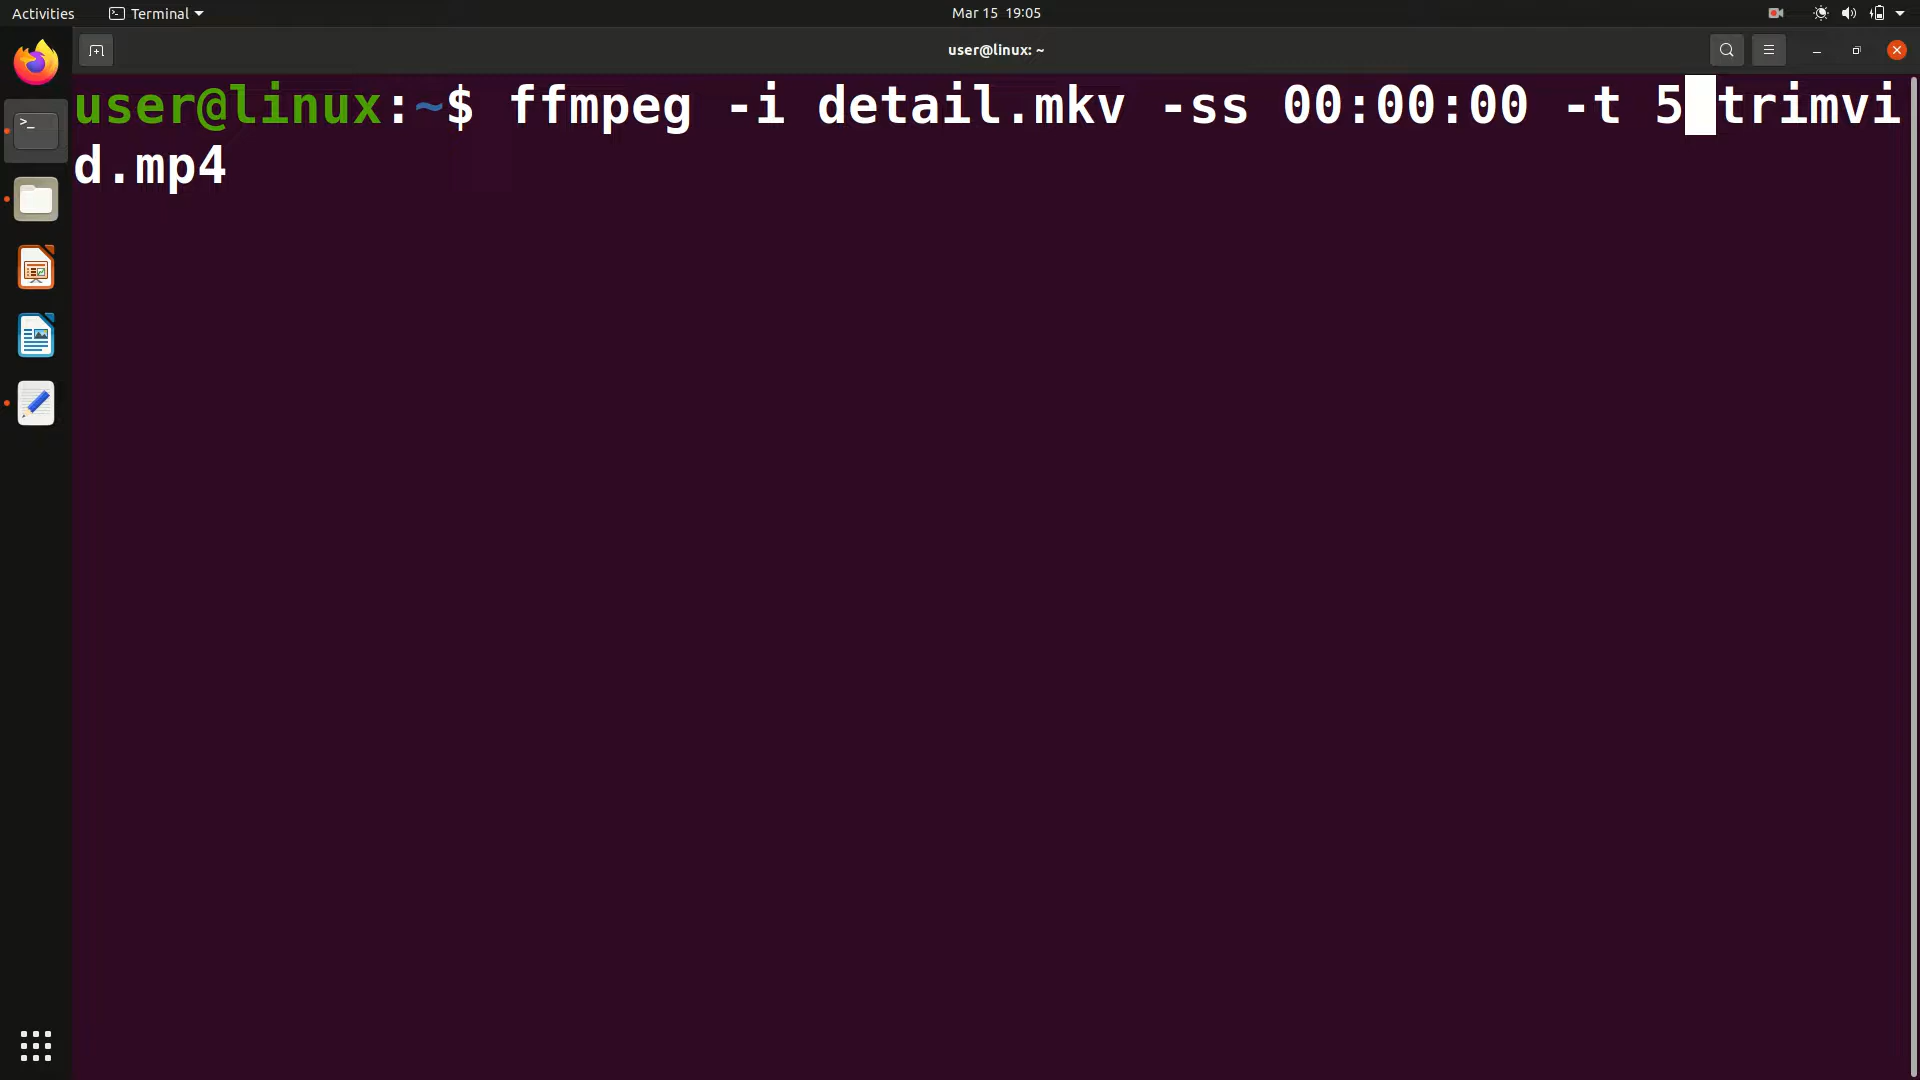 Activities Terminal Mar 15 19:05
user@linux: ~
user@linux:~$ ffmpeg -i detail.mkv -ss 00:00:00 -t 5 trimvi
d.mp4